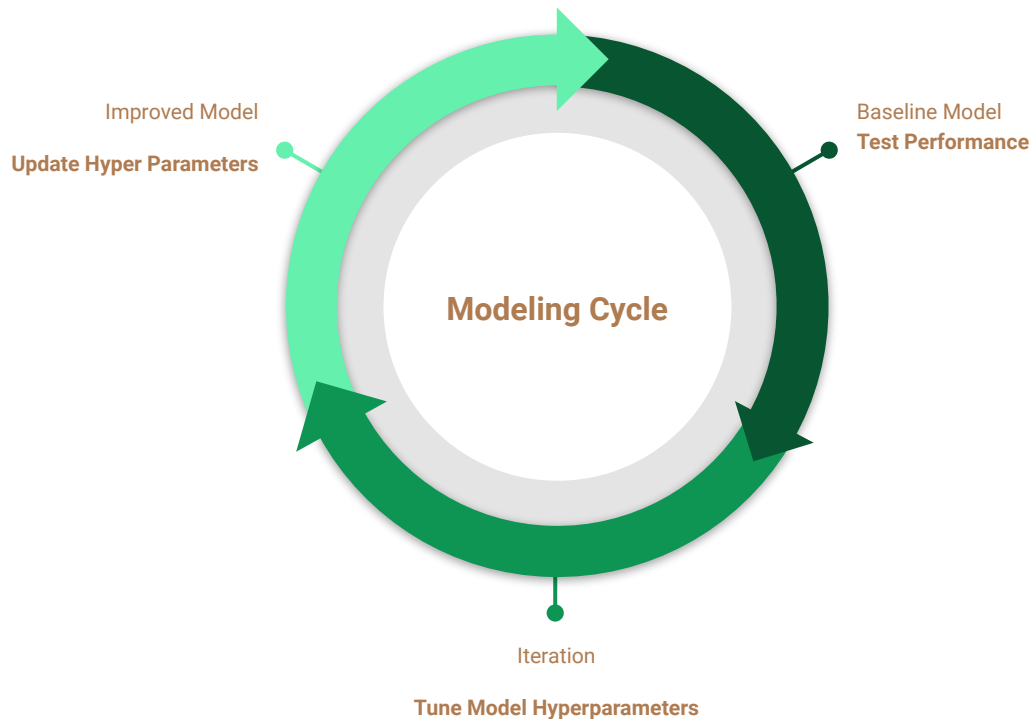 Improved Model
Update Hyper Parameters
Baseline Model
Test Performance
Modeling Cycle
Iteration
Tune Model Hyperparameters